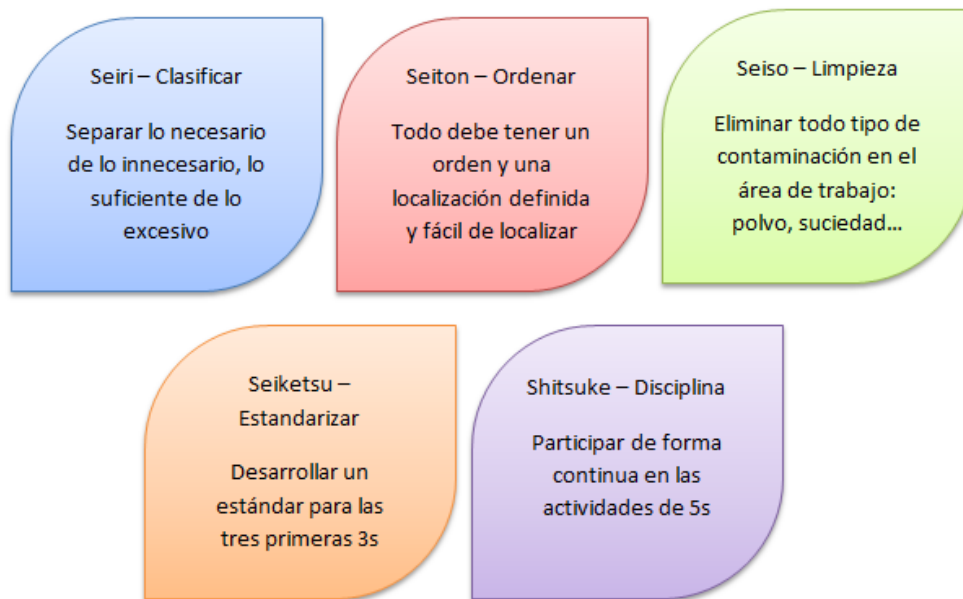 Seiri – Clasificar
Separar lo necesario
de lo innecesario, lo
suficiente de lo
excesivo
Seiton – Ordenar
Todo debe tener un
orden y una
localización definida
y fácil de localizar
Seiso – Limpieza
Eliminar todo tipo de
contaminación en el
área de trabajo:
polvo, suciedad...
Seiketsu –
Estandarizar
Desarrollar un
estándar para las
tres primeras 3s
Shitsuke – Disciplina
Participar de forma
continua en las
actividades de 5s